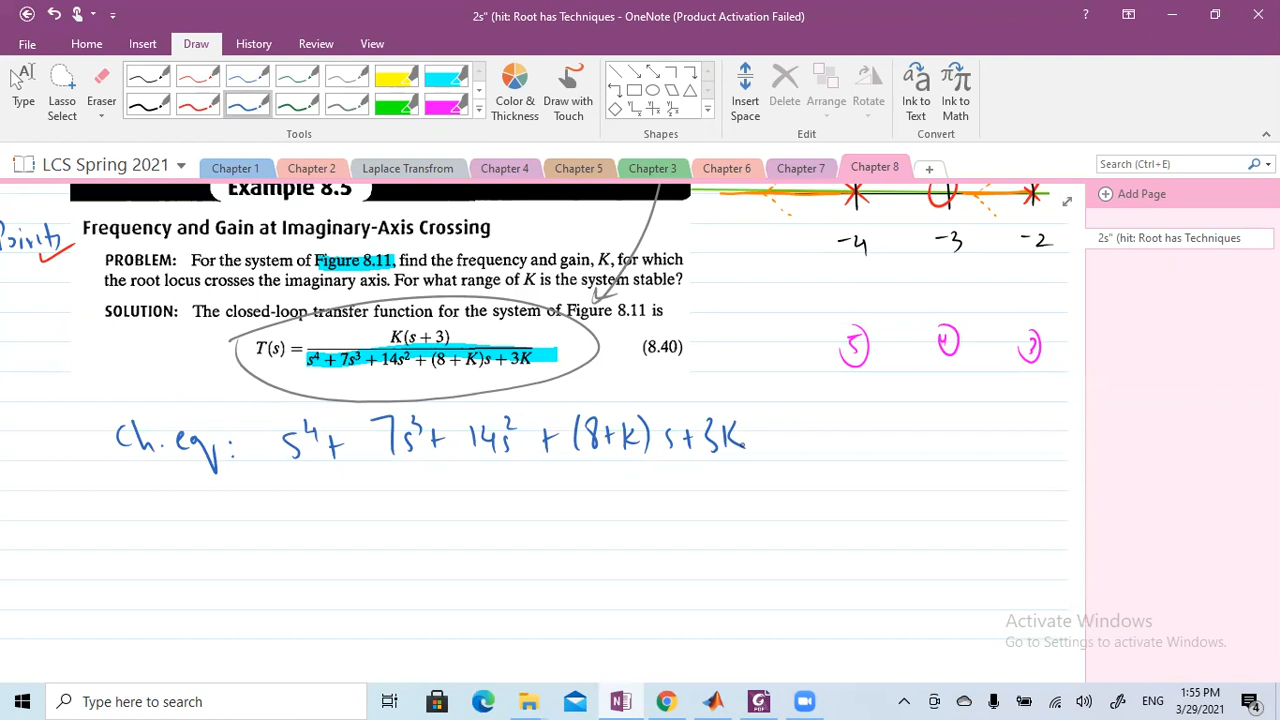 2s" (hit: Root has Techniques - OneNote (Product Activation Failed)
File Home Insert Draw History Review View
Type Lasso Select Eraser Color & Thickness Draw with Touch Insert Space Delete Arrange Rotate Ink to Text Ink to Math
Tools Shapes Edit Convert
LCS Spring 2021 Chapter 1 Chapter 2 Laplace Transfrom Chapter 4 Chapter 5 Chapter 3 Chapter 6 Chapter 7 Chapter 8 Search (Ctrl+E)
Example 8.5
Add Page
2s" (hit: Root has Techniques
Points
-4 -3 -2
Frequency and Gain at Imaginary-Axis Crossing
PROBLEM: For the system of Figure 8.11, find the frequency and gain, K, for which
the root locus crosses the imaginary axis. For what range of K is the system stable?
SOLUTION: The closed-loop transfer function for the system of Figure 8.11 is
T(s) = K(s + 3) / s⁴ + 7s³ + 14s² + (8 + K)s + 3K (8.40)
5 4 3
Ch. eq: s⁴ + 7s³ + 14s² + (8+K) s + 3K
Activate Windows
Go to Settings to activate Windows.
Type here to search
ENG
1:55 PM
3/29/2021
4